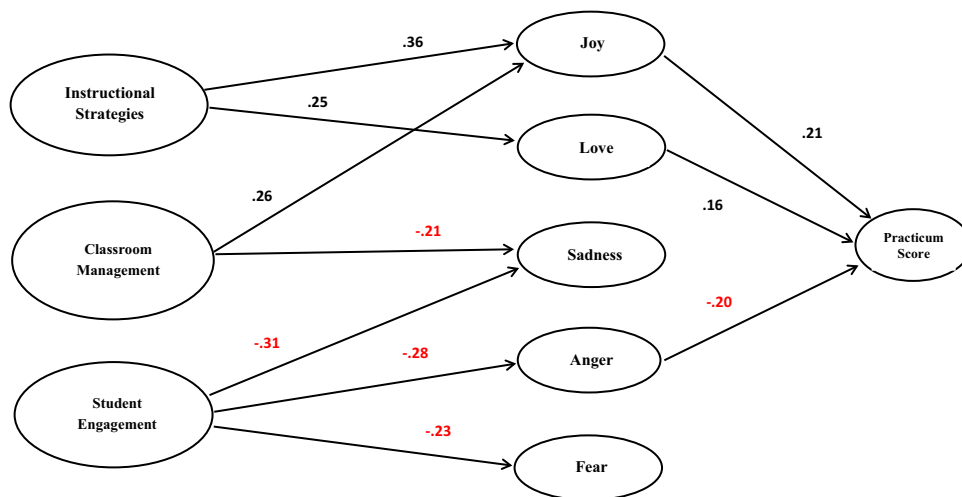 Joy
.36
Instructional
Strategies
.25
.21
Love
.26
.16
-.21
Classroom
Management
Sadness
Practicum
Score
-.31
-.28
-.20
Anger
Student
Engagement
-.23
Fear